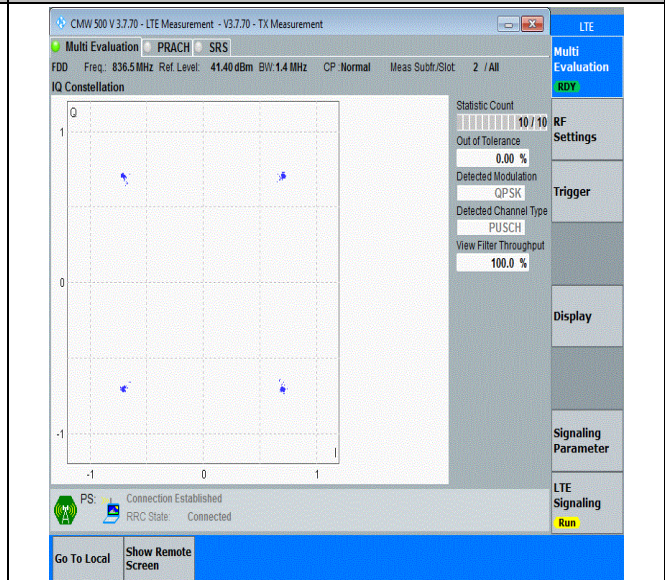 CMW 500 V 3.7.70 - LTE Measurement - V3.7.70 - TX Measurement
LTE
Multi Evaluation PRACH SRS
FDD Freq.: 836.5 MHz Ref. Level: 41.40 dBm BW: 1.4 MHz CP :Normal Meas Subfr./Slot: 2 / All
IQ Constellation
Q
1
0
-1
-1 0 1
I
Statistic Count
10 / 10
Out of Tolerance
0.00 %
Detected Modulation
QPSK
Detected Channel Type
PUSCH
View Filter Throughput
100.0 %
Multi
Evaluation
RDY
RF
Settings
Trigger
Display
Signaling
Parameter
LTE
Signaling
Run
PS: Connection Established
RRC State: Connected
Go To Local
Show Remote
Screen